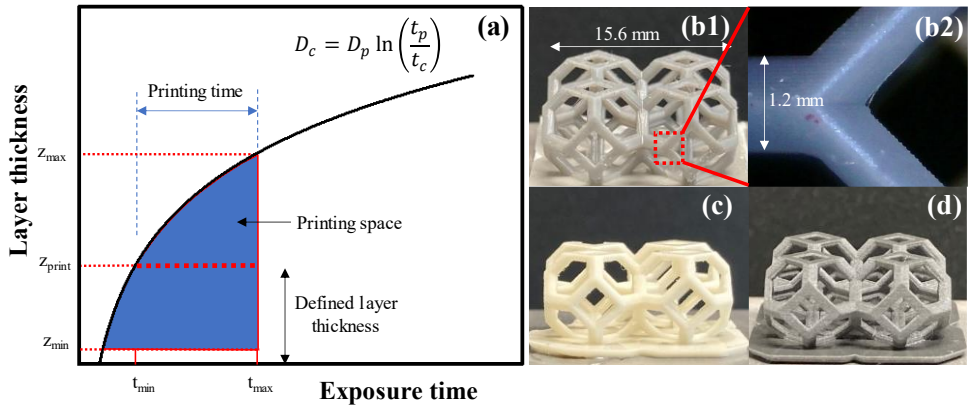 (a)
D_c = D_p ln(t_p/t_c)
Printing time
z_max
Printing space
z_print
Defined layer
thickness
z_min
t_min
t_max
Layer thickness
Exposure time
(b1)
15.6 mm
(b2)
1.2 mm
(c)
(d)